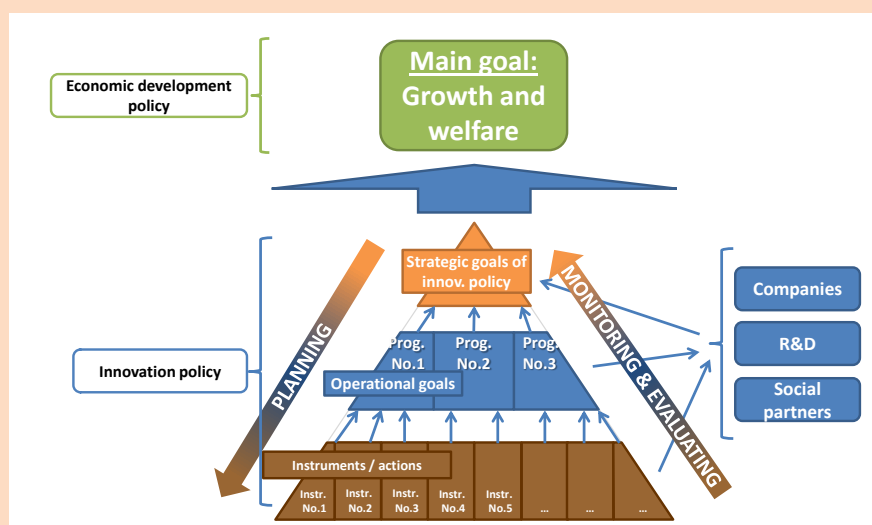 Main goal:
Growth and
welfare
Economic development
policy
Strategic goals of
innov. policy
PLANNING
MONITORING & EVALUATING
Companies
R&D
Social
partners
Innovation policy
Prog.
No.1
Prog.
No.2
Prog.
No.3
Operational goals
Instruments / actions
Instr.
No.1
Instr.
No.2
Instr.
No.3
Instr.
No.4
Instr.
No.5
...
...
...